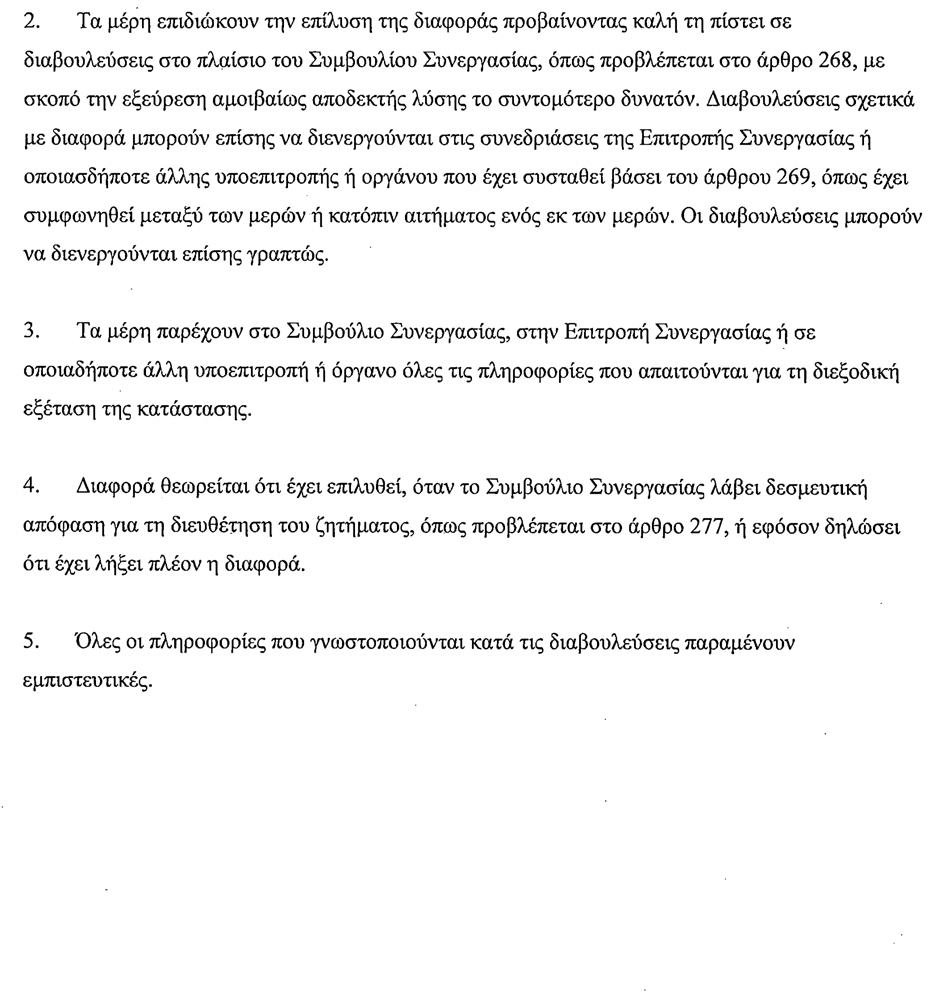 2. Τα μέρη επιδιώκουν την επίλυση της διαφοράς προβαίνοντας καλή τη πίστει σε
διαβουλεύσεις στο πλαίσιο του Συμβουλίου Συνεργασίας, όπως προβλέπεται στο άρθρο 268, με
σκοπό την εξεύρεση αμοιβαίως αποδεκτής λύσης το συντομότερο δυνατόν. Διαβουλεύσεις σχετικά
με διαφορά μπορούν επίσης να διενεργούνται στις συνεδριάσεις της Επιτροπής Συνεργασίας ή
οποιασδήποτε άλλης υποεπιτροπής ή οργάνου που έχει συσταθεί βάσει του άρθρου 269, όπως έχει
συμφωνηθεί μεταξύ των μερών ή κατόπιν αιτήματος ενός εκ των μερών. Οι διαβουλεύσεις μπορούν
να διενεργούνται επίσης γραπτώς.
3. Τα μέρη παρέχουν στο Συμβούλιο Συνεργασίας, στην Επιτροπή Συνεργασίας ή σε
οποιαδήποτε άλλη υποεπιτροπή ή όργανο όλες τις πληροφορίες που απαιτούνται για τη διεξοδική
εξέταση της κατάστασης.
4. Διαφορά θεωρείται ότι έχει επιλυθεί, όταν το Συμβούλιο Συνεργασίας λάβει δεσμευτική
απόφαση για τη διευθέτηση του ζητήματος, όπως προβλέπεται στο άρθρο 277, ή εφόσον δηλώσει
ότι έχει λήξει πλέον η διαφορά.
5. Όλες οι πληροφορίες που γνωστοποιούνται κατά τις διαβουλεύσεις παραμένουν
εμπιστευτικές.